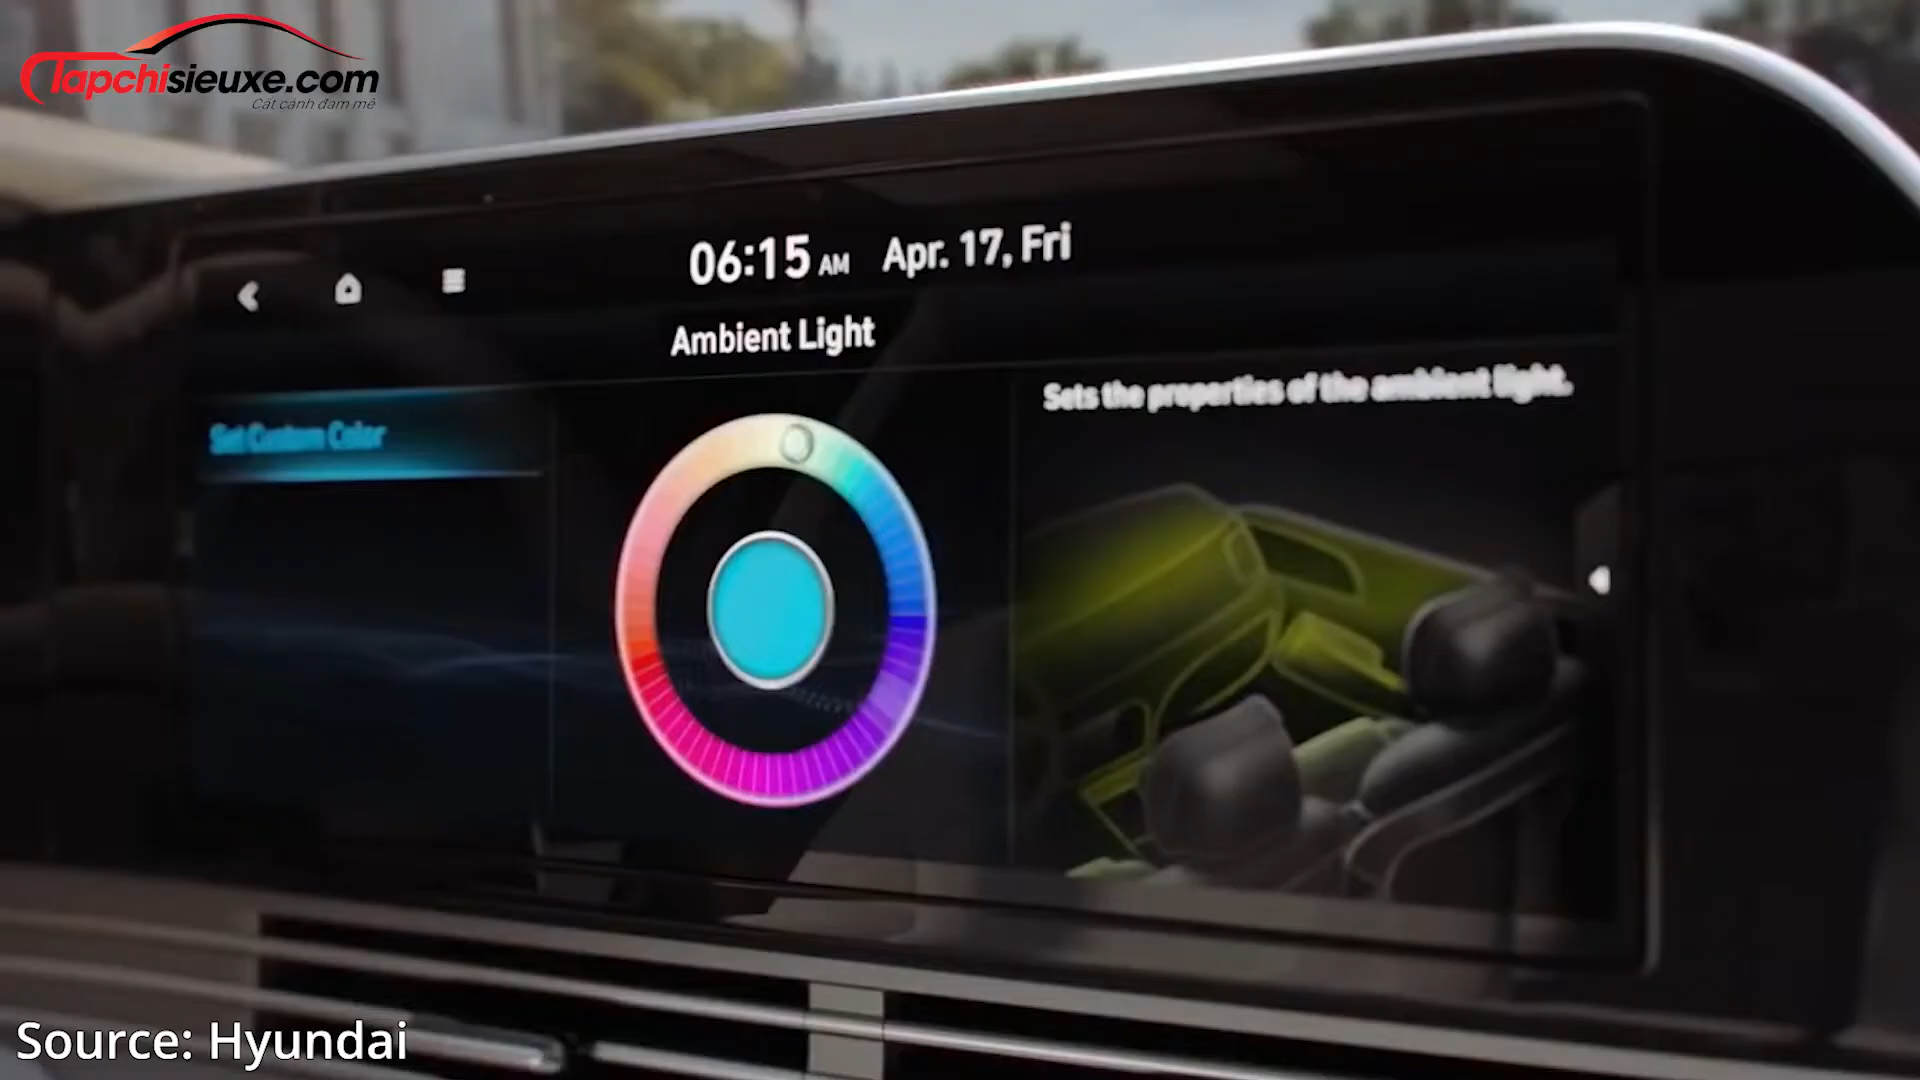 Tapchisieuxe.com
Cất cánh đam mê
06:15 AM Apr. 17, Fri
Ambient Light
Set Custom Color
Sets the properties of the ambient light.
Source: Hyundai